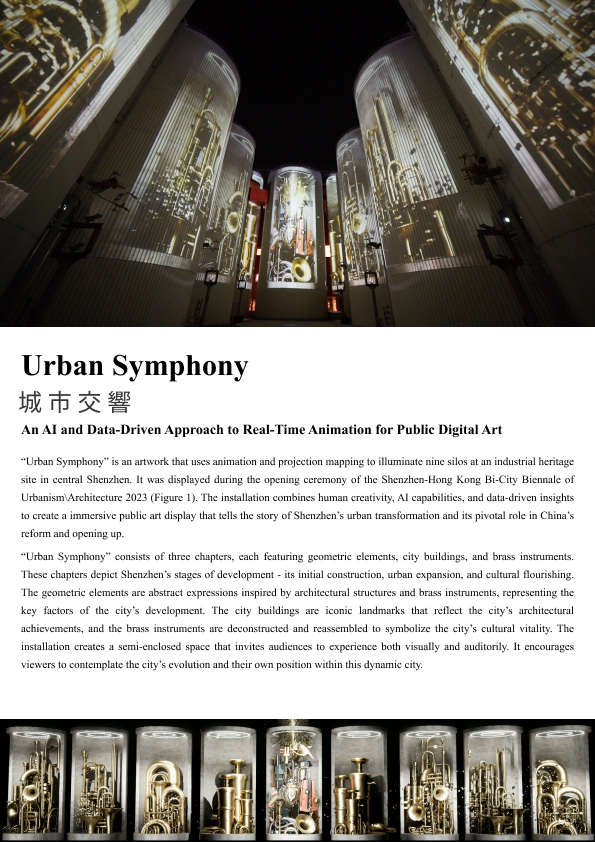 Urban Symphony
城市交響
An AI and Data-Driven Approach to Real-Time Animation for Public Digital Art
“Urban Symphony” is an artwork that uses animation and projection mapping to illuminate nine silos at an industrial heritage
site in central Shenzhen. It was displayed during the opening ceremony of the Shenzhen-Hong Kong Bi-City Biennale of
Urbanism\Architecture 2023 (Figure 1). The installation combines human creativity, AI capabilities, and data-driven insights
to create a immersive public art display that tells the story of Shenzhen’s urban transformation and its pivotal role in China’s
reform and opening up.
“Urban Symphony” consists of three chapters, each featuring geometric elements, city buildings, and brass instruments.
These chapters depict Shenzhen’s stages of development - its initial construction, urban expansion, and cultural flourishing.
The geometric elements are abstract expressions inspired by architectural structures and brass instruments, representing the
key factors of the city’s development. The city buildings are iconic landmarks that reflect the city’s architectural
achievements, and the brass instruments are deconstructed and reassembled to symbolize the city’s cultural vitality. The
installation creates a semi-enclosed space that invites audiences to experience both visually and auditorily. It encourages
viewers to contemplate the city’s evolution and their own position within this dynamic city.